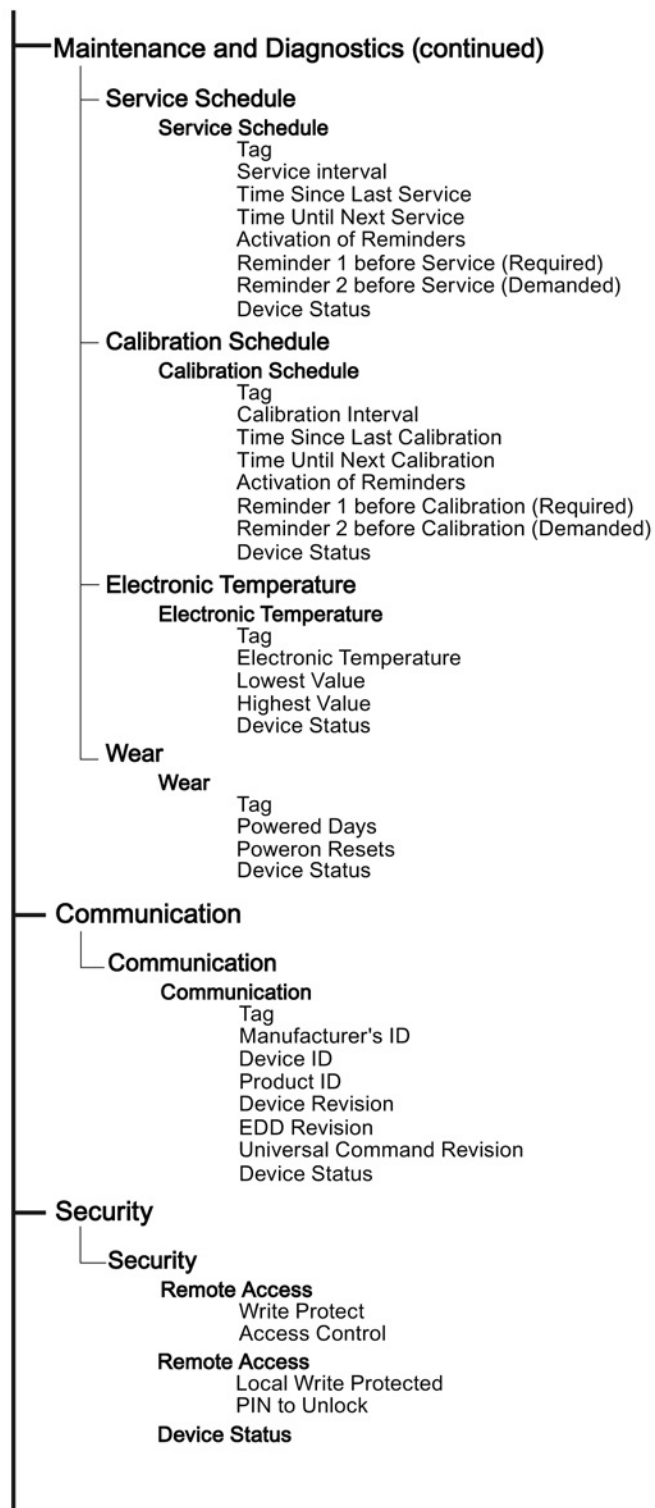 Maintenance and Diagnostics (continued)
Service Schedule
Service Schedule
Tag
Service interval
Time Since Last Service
Time Until Next Service
Activation of Reminders
Reminder 1 before Service (Required)
Reminder 2 before Service (Demanded)
Device Status
Calibration Schedule
Calibration Schedule
Tag
Calibration Interval
Time Since Last Calibration
Time Until Next Calibration
Activation of Reminders
Reminder 1 before Calibration (Required)
Reminder 2 before Calibration (Demanded)
Device Status
Electronic Temperature
Electronic Temperature
Tag
Electronic Temperature
Lowest Value
Highest Value
Device Status
Wear
Wear
Tag
Powered Days
Poweron Resets
Device Status
Communication
Communication
Communication
Tag
Manufacturer's ID
Device ID
Product ID
Device Revision
EDD Revision
Universal Command Revision
Device Status
Security
Security
Remote Access
Write Protect
Access Control
Remote Access
Local Write Protected
PIN to Unlock
Device Status